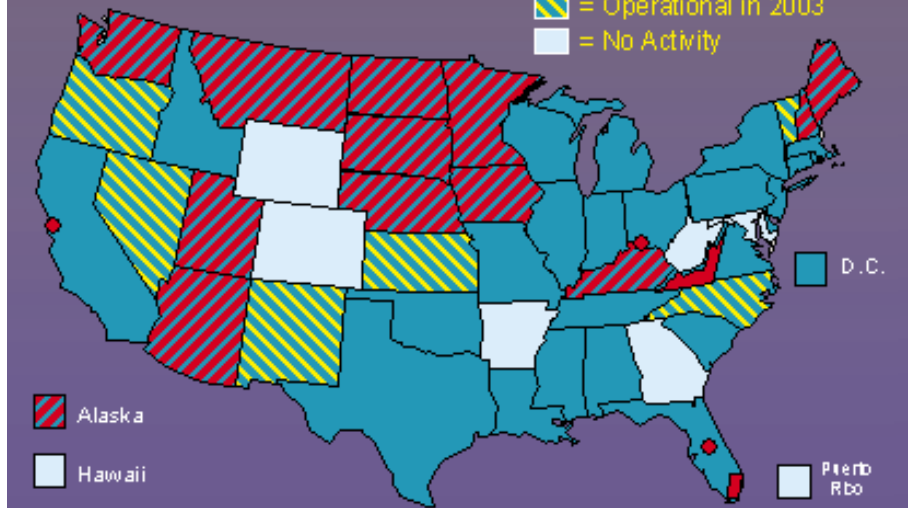 = Operational in 2003
= No Activity
D.C.
Alaska
Hawaii
Puerto
Rico